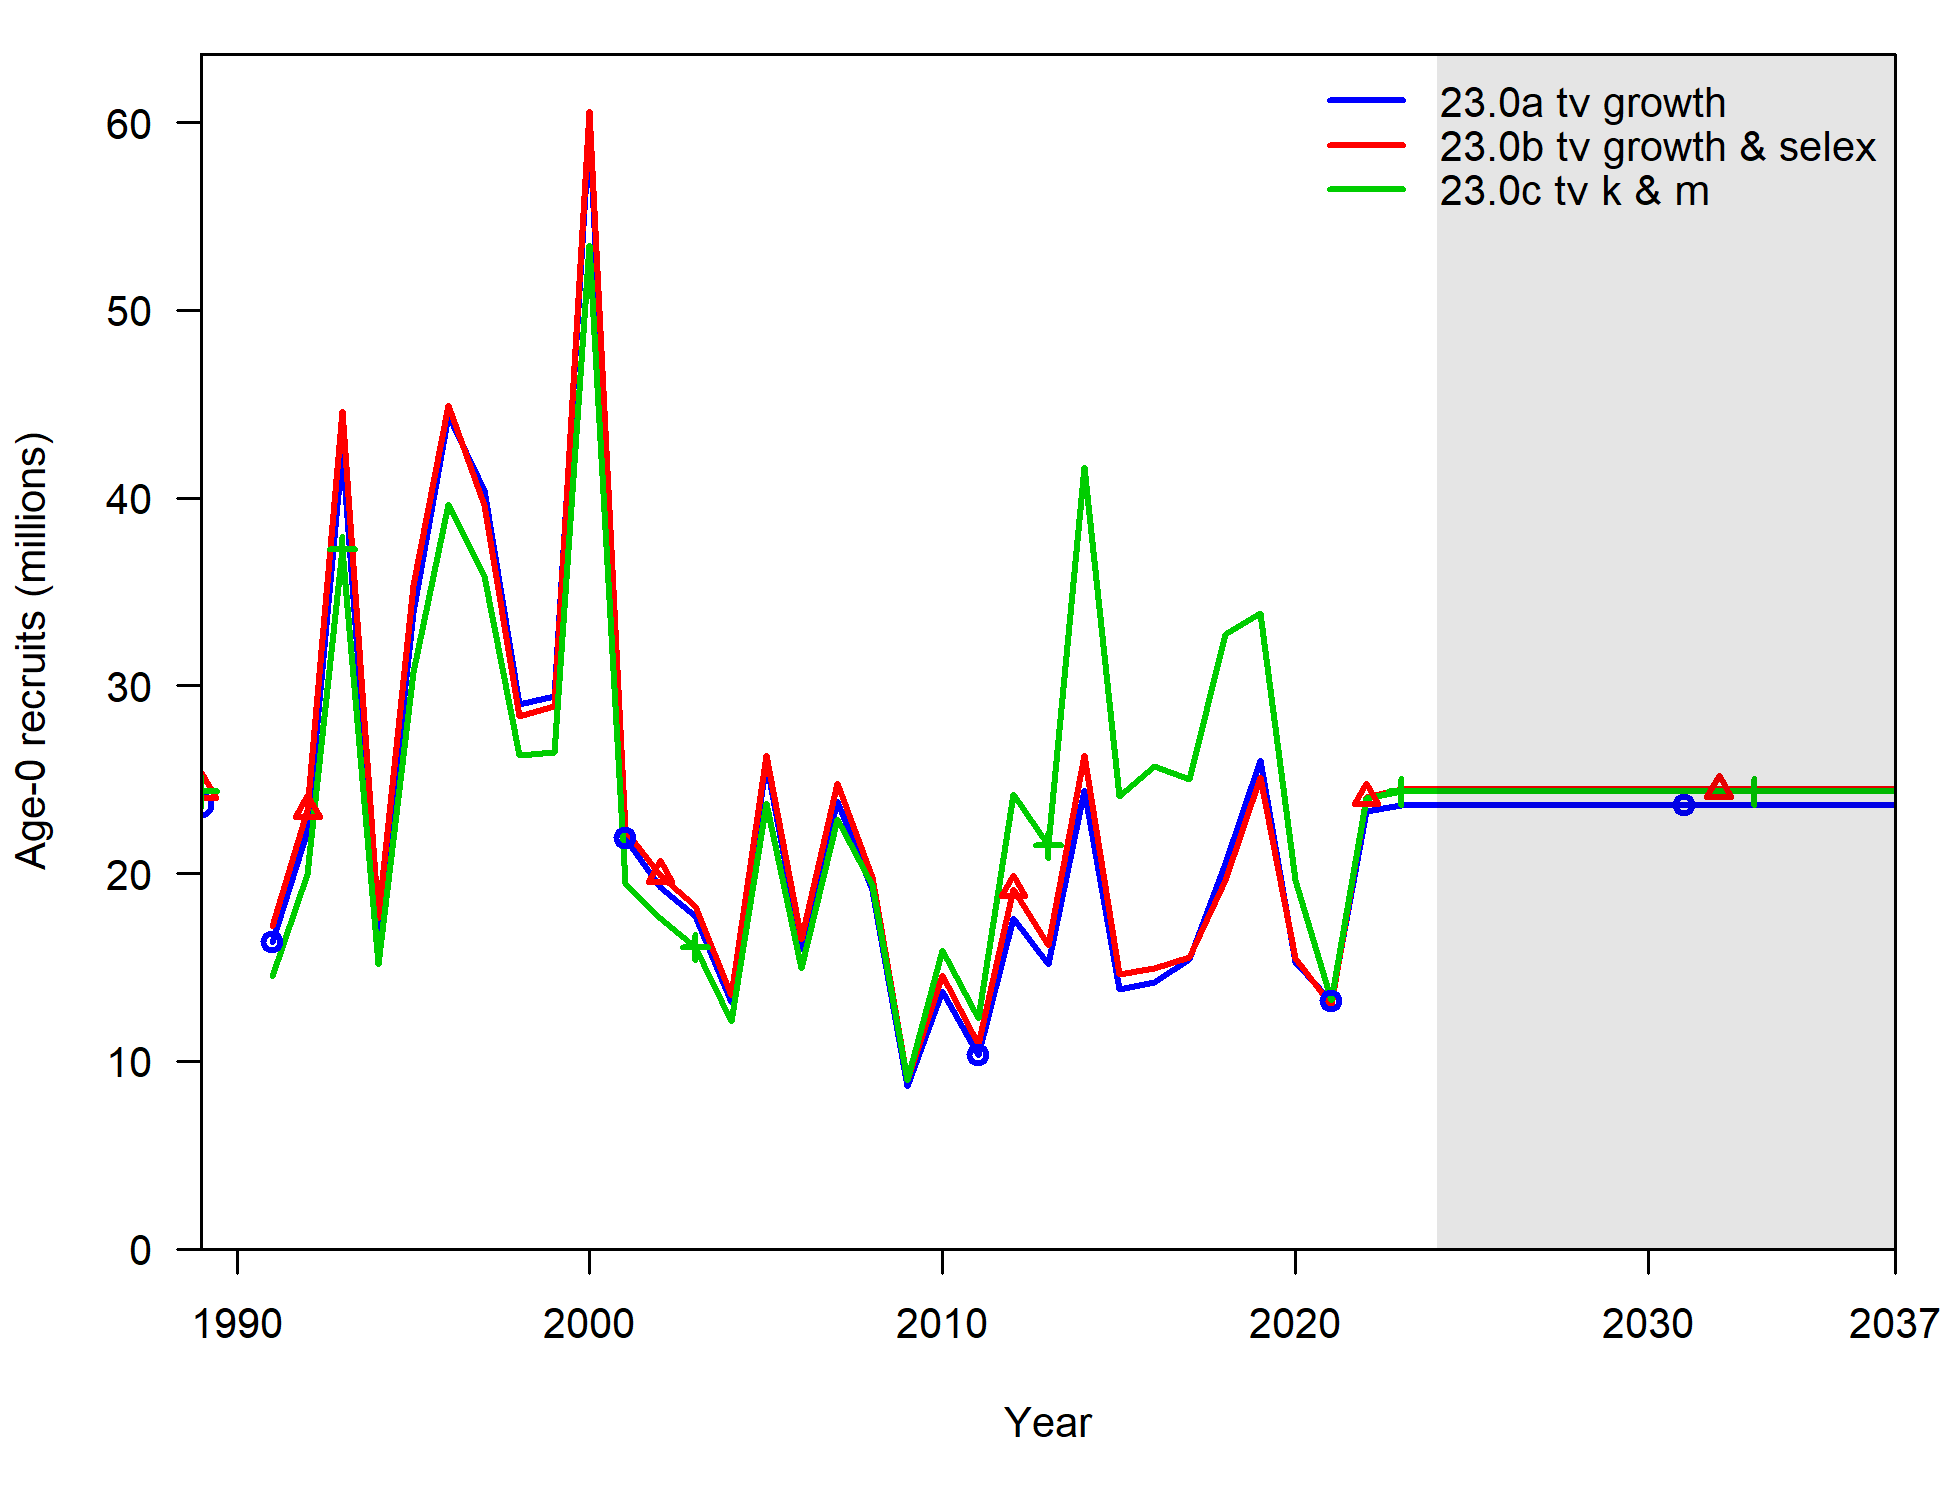 23.0a tv growth
23.0b tv growth & selex
23.0c tv k & m
60
50
40
30
20
10
0
Age-0 recruits (millions)
1990 2000 2010 2020 2030 2037
Year